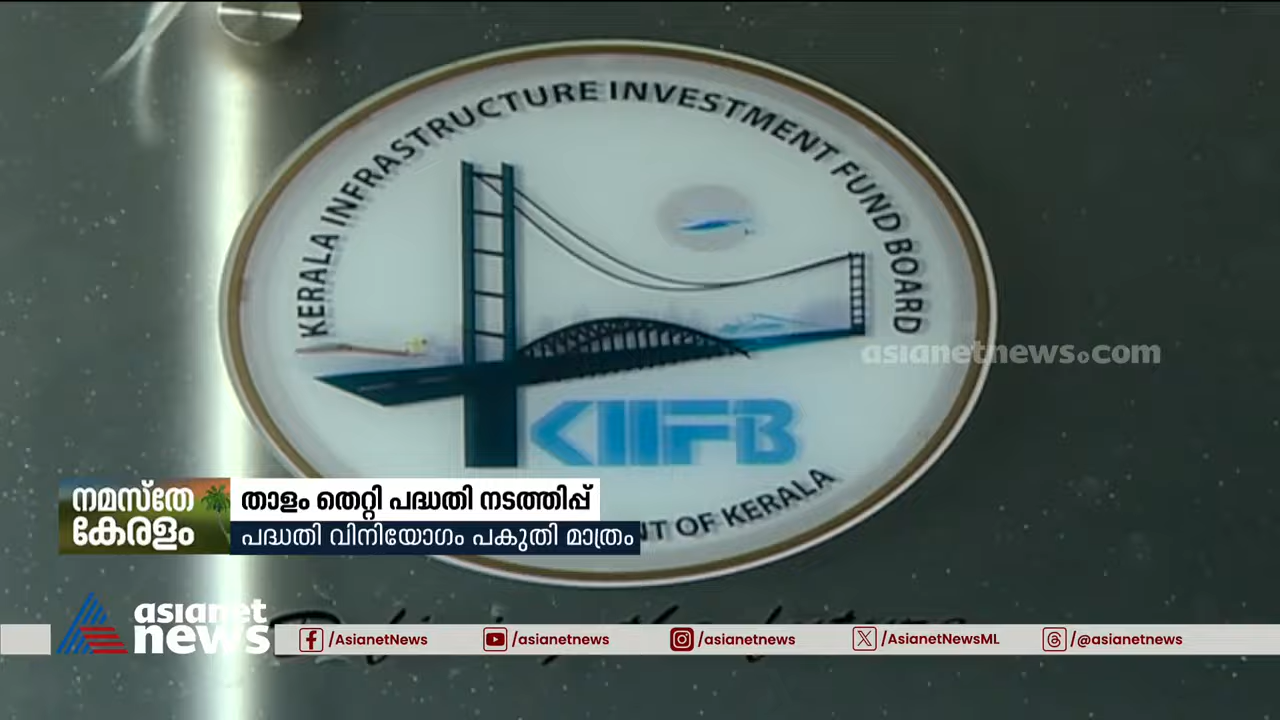 KERALA INFRASTRUCTURE INVESTMENT FUND BOARD
asianetnews.com
KIIFB
NT OF KERALA
നമസ്തേ
കേരളം
താളം തെറ്റി പദ്ധതി നടത്തിപ്പ്
പദ്ധതി വിനിയോഗം പകുതി മാത്രം
asianet
news
/AsianetNews
/asianetnews
/asianetnews
/AsianetNewsML
/@asianetnews